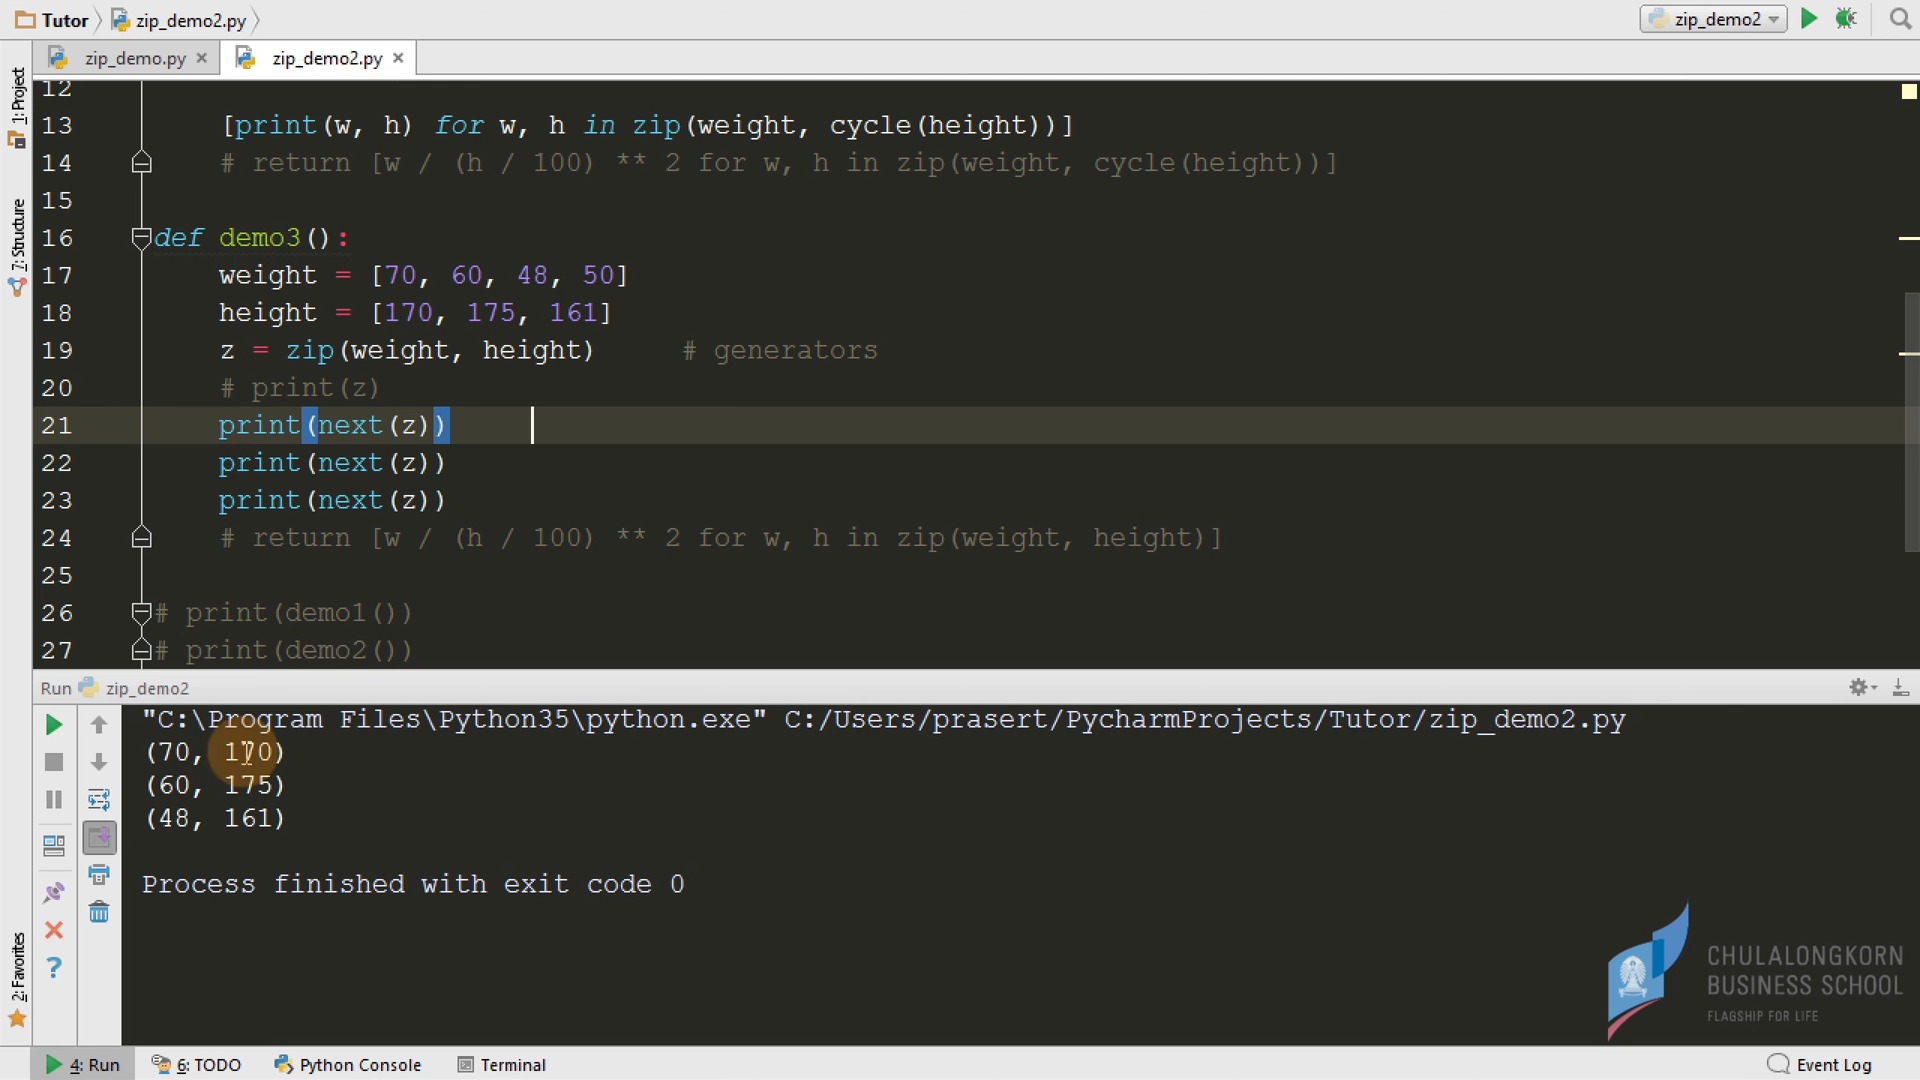 Tutor zip_demo2.py zip_demo2
zip_demo.py zip_demo2.py
1: Project
7: Structure
2: Favorites
12
13 [print(w, h) for w, h in zip(weight, cycle(height))]
14 # return [w / (h / 100) ** 2 for w, h in zip(weight, cycle(height))]
15
16 def demo3():
17 weight = [70, 60, 48, 50]
18 height = [170, 175, 161]
19 z = zip(weight, height) # generators
20 # print(z)
21 print(next(z))
22 print(next(z))
23 print(next(z))
24 # return [w / (h / 100) ** 2 for w, h in zip(weight, height)]
25
26 # print(demo1())
27 # print(demo2())
Run zip_demo2
"C:\Program Files\Python35\python.exe" C:/Users/prasert/PycharmProjects/Tutor/zip_demo2.py
(70, 170)
(60, 175)
(48, 161)
Process finished with exit code 0
CHULALONGKORN
BUSINESS SCHOOL
FLAGSHIP FOR LIFE
4: Run 6: TODO Python Console Terminal Event Log